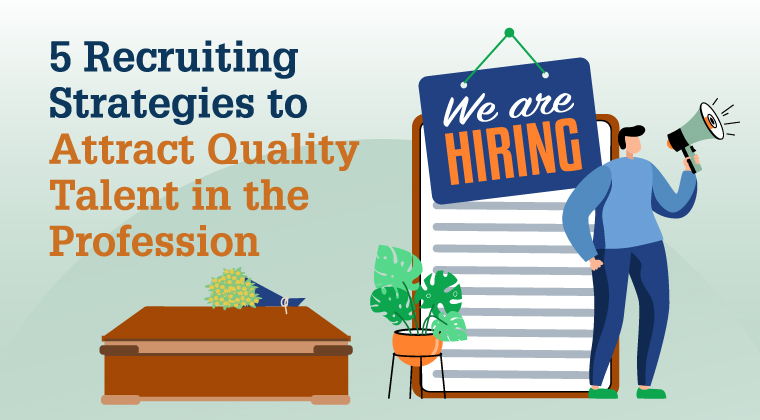 5 Recruiting
Strategies to
Attract Quality
Talent in the
Profession
We are
HIRING